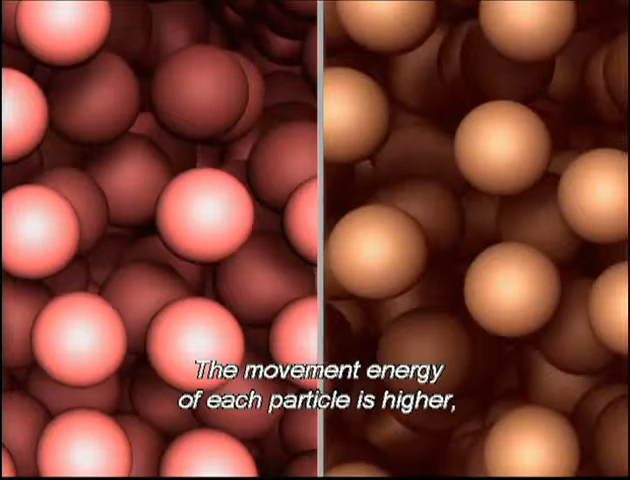 The movement energy
of each particle is higher,